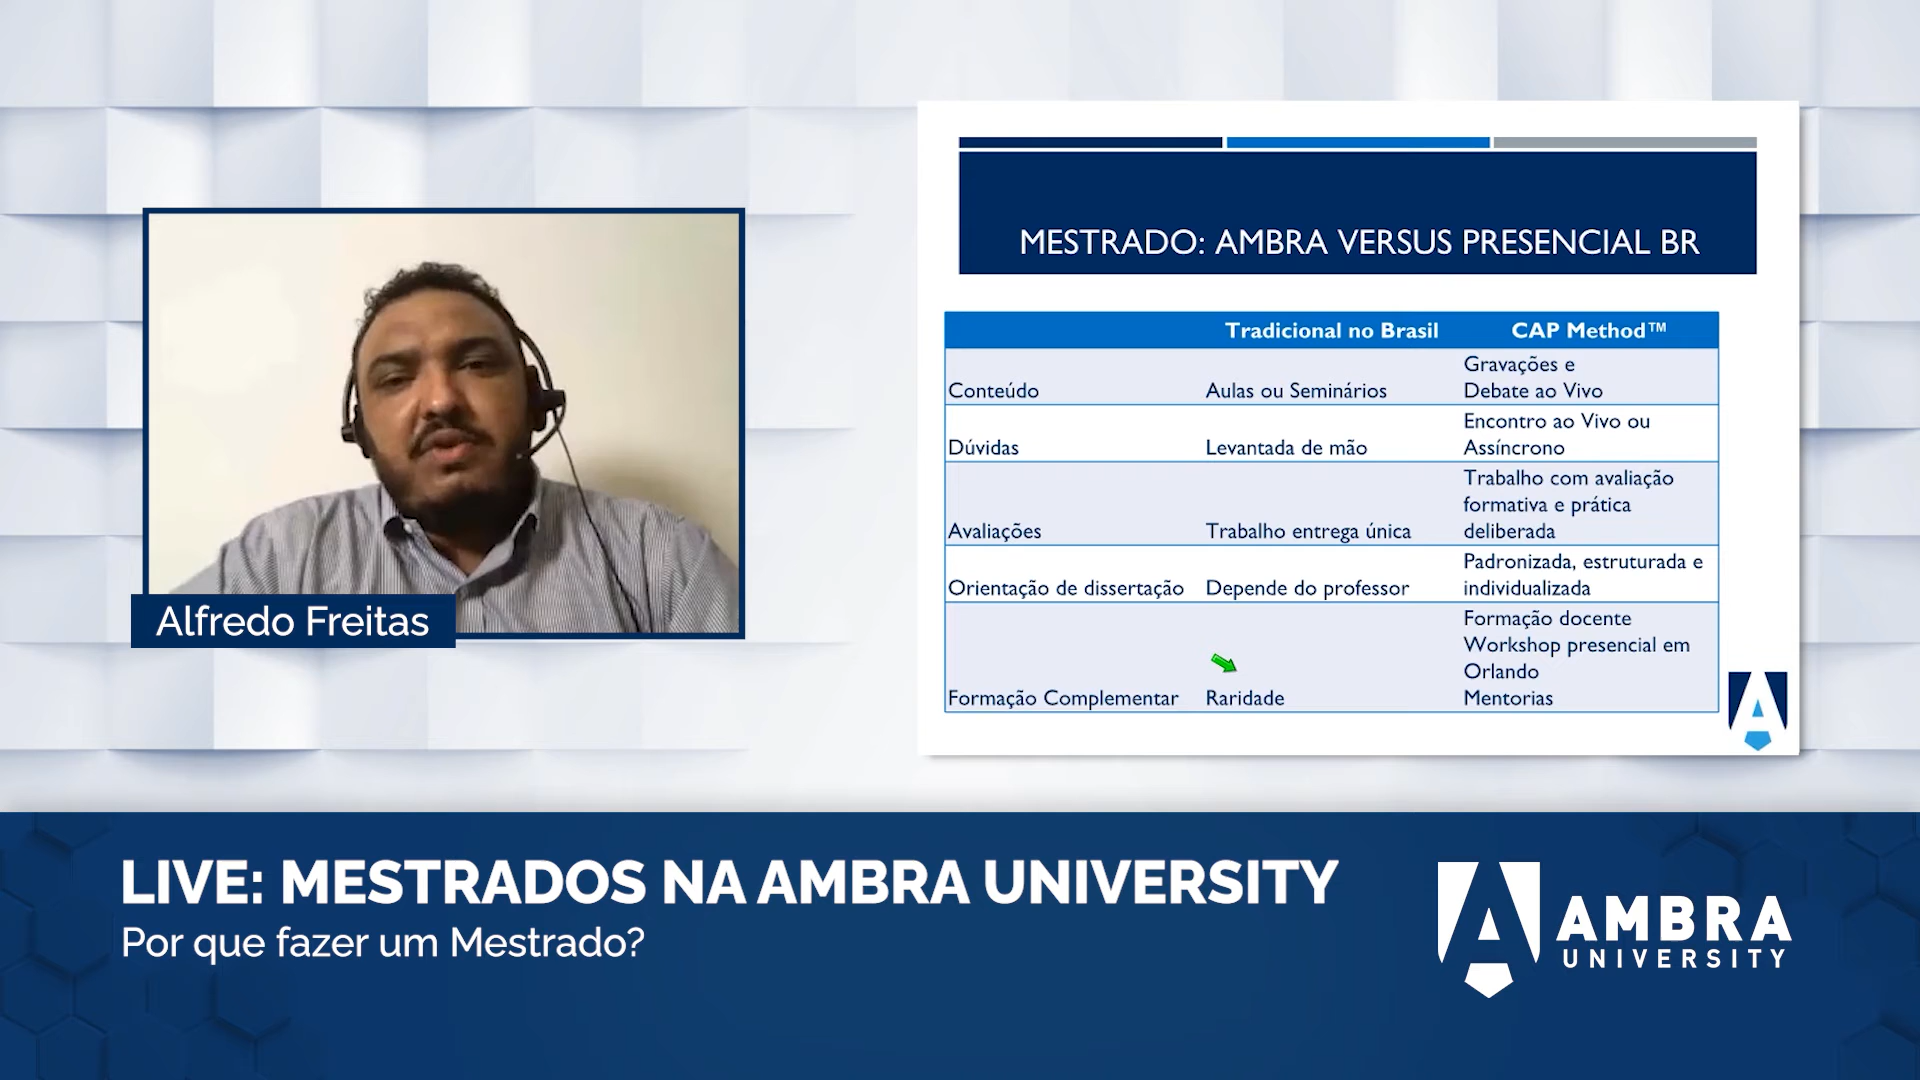 MESTRADO: AMBRA VERSUS PRESENCIAL BR
Tradicional no Brasil CAP Method™
Conteúdo Aulas ou Seminários Gravações e
Debate ao Vivo
Dúvidas Levantada de mão Encontro ao Vivo ou
Assíncrono
Avaliações Trabalho entrega única Trabalho com avaliação
formativa e prática
deliberada
Orientação de dissertação Depende do professor Padronizada, estruturada e
individualizada
Formação Complementar Raridade Formação docente
Workshop presencial em
Orlando
Mentorias
Alfredo Freitas
LIVE: MESTRADOS NA AMBRA UNIVERSITY
Por que fazer um Mestrado?
AMBRA
UNIVERSITY